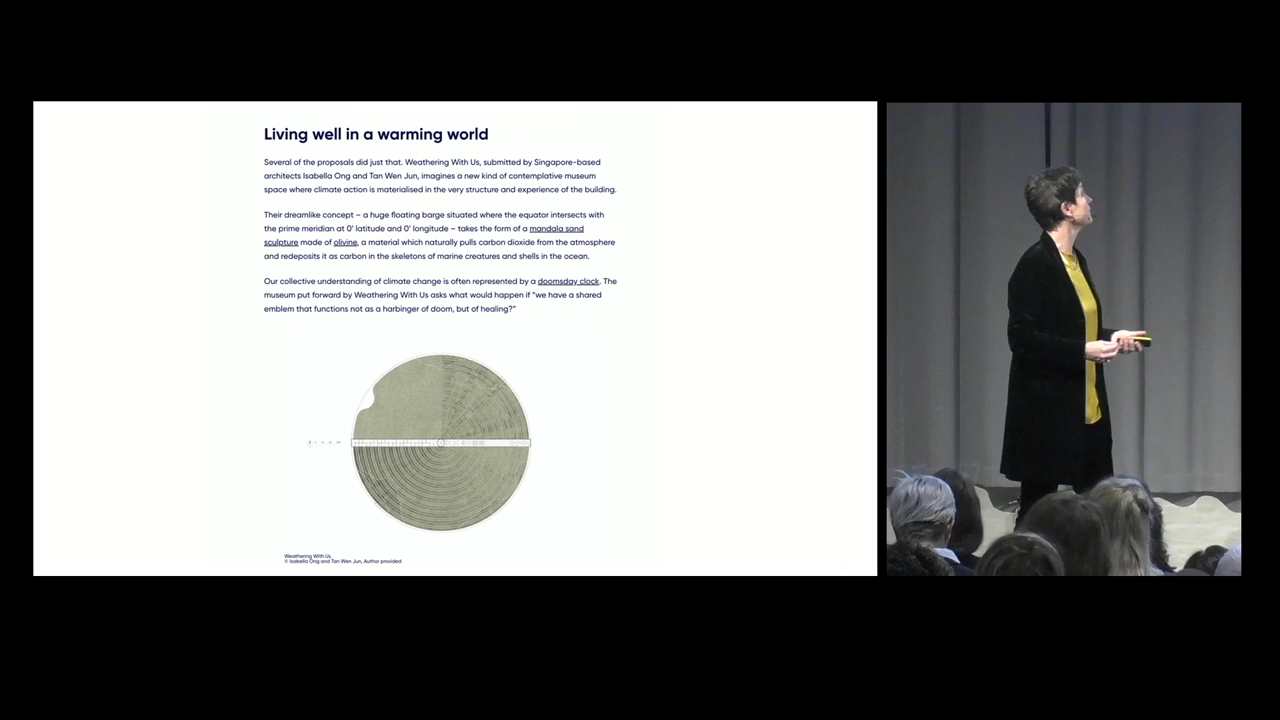 Living well in a warming world
Several of the proposals did just that. Weathering With Us, submitted by Singapore-based
architects Isabella Ong and Tan Wen Jun, imagines a new kind of contemplative museum
space where climate action is materialised in the very structure and experience of the building.
Their dreamlike concept – a huge floating barge situated where the equator intersects with
the prime meridian at 0’ latitude and 0’ longitude – takes the form of a mandala sand
sculpture made of olivine, a material which naturally pulls carbon dioxide from the atmosphere
and redeposits it as carbon in the skeletons of marine creatures and shells in the ocean.
Our collective understanding of climate change is often represented by a doomsday clock. The
museum put forward by Weathering With Us asks what would happen if “we have a shared
emblem that functions not as a harbinger of doom, but of healing?”
Weathering With Us.
© Isabella Ong and Tan Wen Jun, Author provided